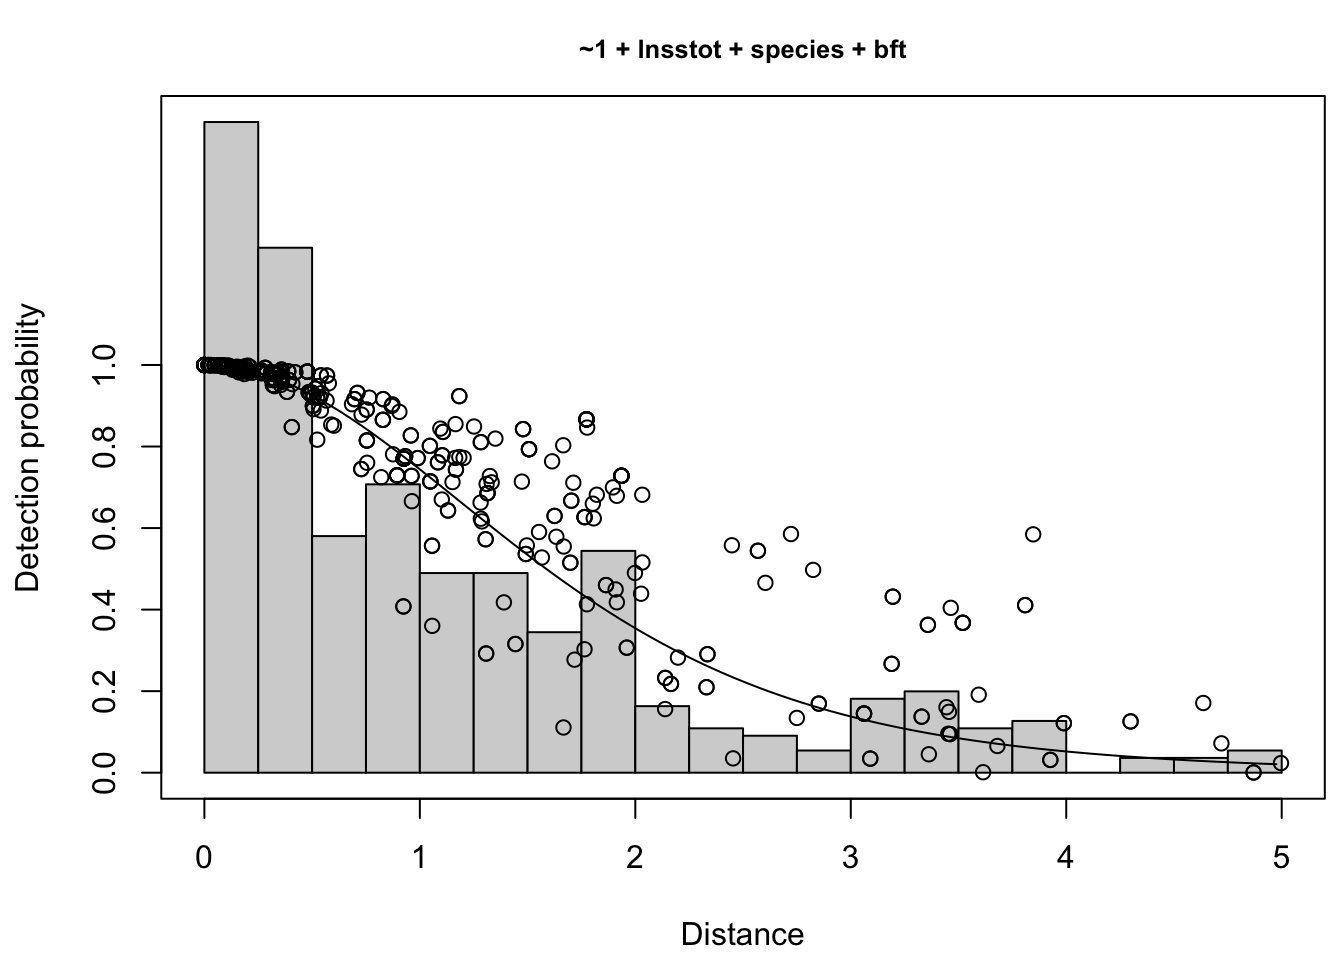 ~1 + lnsstot + species + bft
Detection probability
1.0
0.8
0.6
0.4
0.2
0.0
0 1 2 3 4 5
Distance